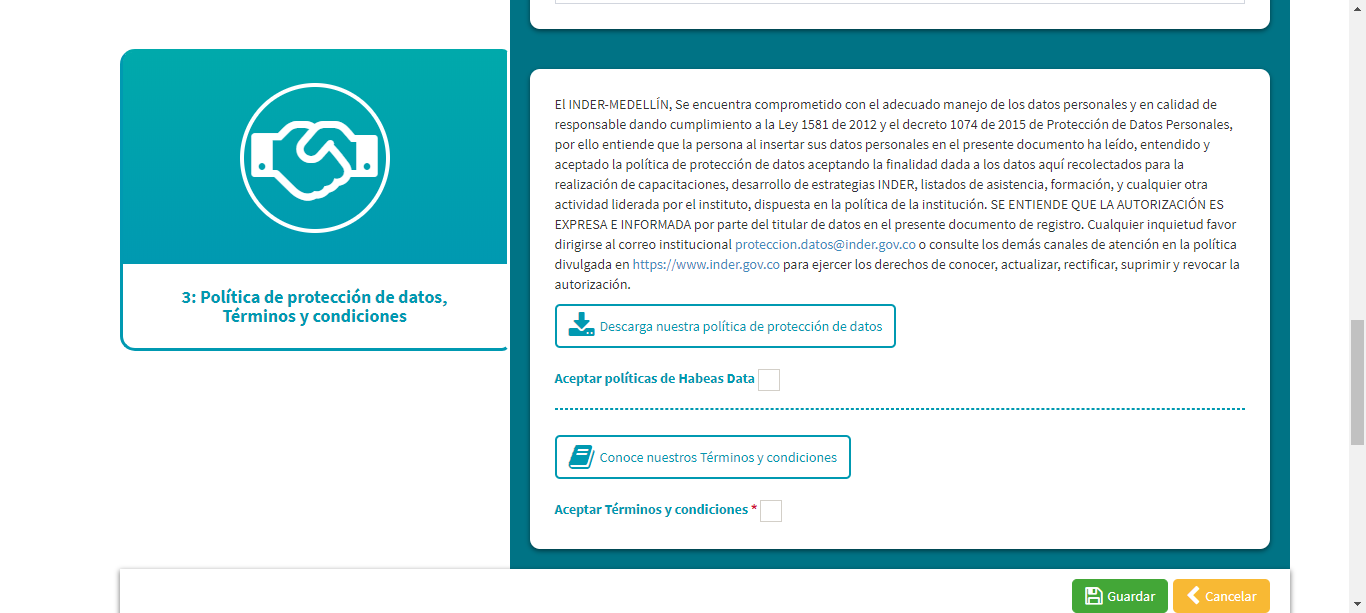 3: Política de protección de datos,
Términos y condiciones
El INDER-MEDELLÍN, Se encuentra comprometido con el adecuado manejo de los datos personales y en calidad de
responsable dando cumplimiento a la Ley 1581 de 2012 y el decreto 1074 de 2015 de Protección de Datos Personales,
por ello entiende que la persona al insertar sus datos personales en el presente documento ha leído, entendido y
aceptado la política de protección de datos aceptando la finalidad dada a los datos aquí recolectados para la
realización de capacitaciones, desarrollo de estrategias INDER, listados de asistencia, formación, y cualquier otra
actividad liderada por el instituto, dispuesta en la política de la institución. SE ENTIENDE QUE LA AUTORIZACIÓN ES
EXPRESA E INFORMADA por parte del titular de datos en el presente documento de registro. Cualquier inquietud favor
dirigirse al correo institucional proteccion.datos@inder.gov.co o consulte los demás canales de atención en la política
divulgada en https://www.inder.gov.co para ejercer los derechos de conocer, actualizar, rectificar, suprimir y revocar la
autorización.
Descarga nuestra política de protección de datos
Aceptar políticas de Habeas Data
Conoce nuestros Términos y condiciones
Aceptar Términos y condiciones *
Guardar
Cancelar